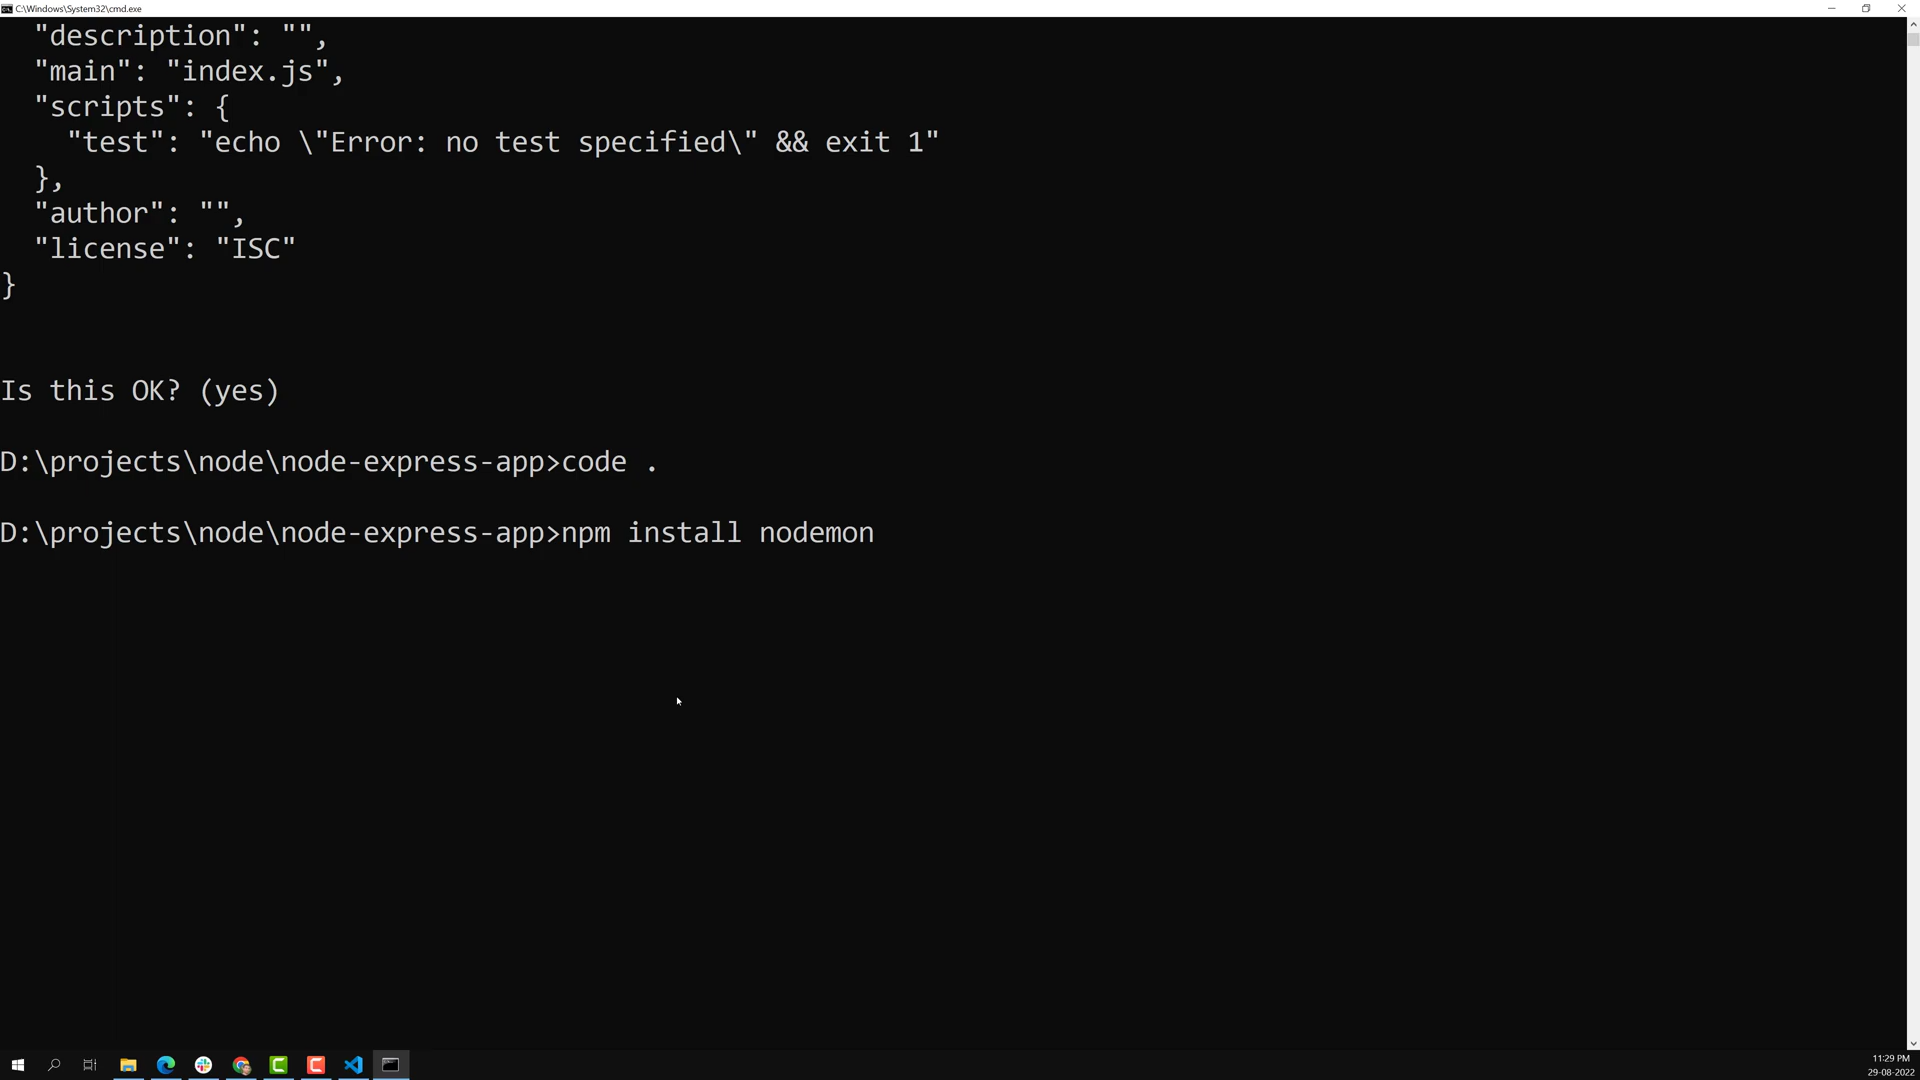 C:\Windows\System32\cmd.exe
"description": "",
"main": "index.js",
"scripts": {
"test": "echo \"Error: no test specified\" && exit 1"
},
"author": "",
"license": "ISC"
}
Is this OK? (yes)
D:\projects\node\node-express-app>code .
D:\projects\node\node-express-app>npm install nodemon
11:29 PM
29-08-2022